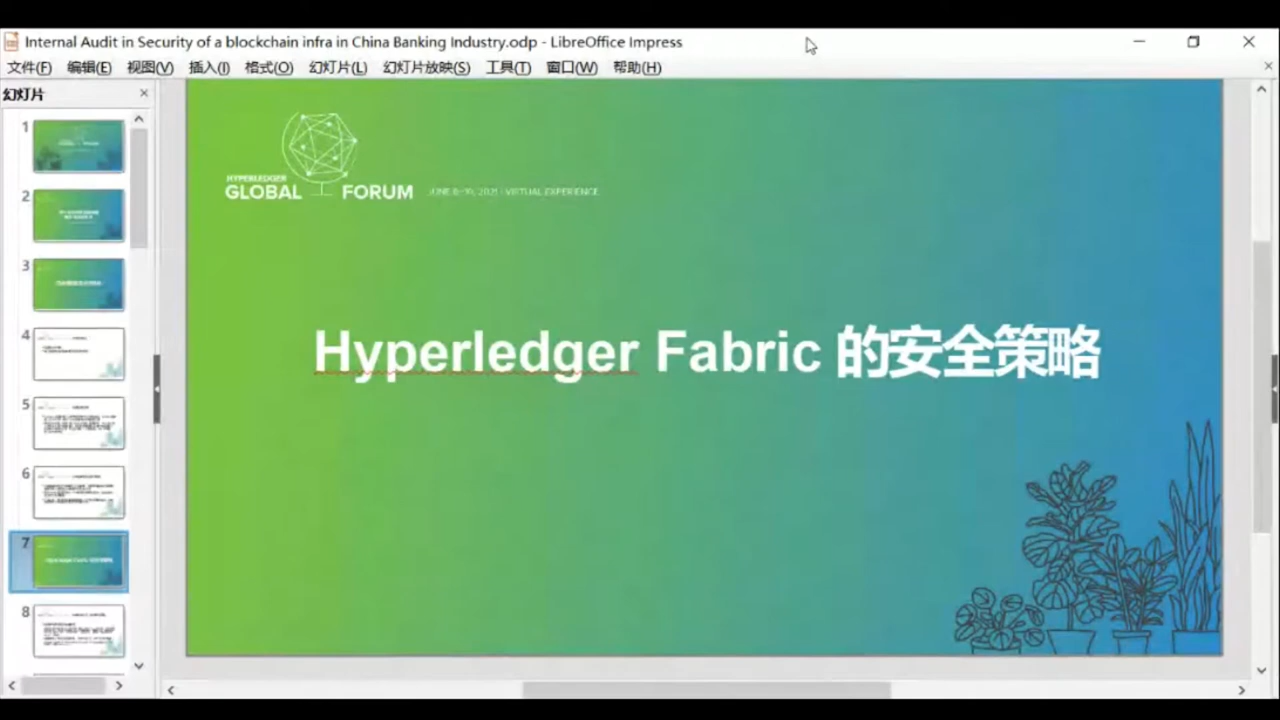 Internal Audit in Security of a blockchain infra in China Banking Industry.odp - LibreOffice Impress
文件(F) 编辑(E) 视图(V) 插入(I) 格式(O) 幻灯片(L) 幻灯片放映(S) 工具(T) 窗口(W) 帮助(H)
幻灯片
1
2
3
4
5
6
7
8
HYPERLEDGER
GLOBAL FORUM
2021 · VIRTUAL EXPERIENCE
Hyperledger Fabric 的安全策略